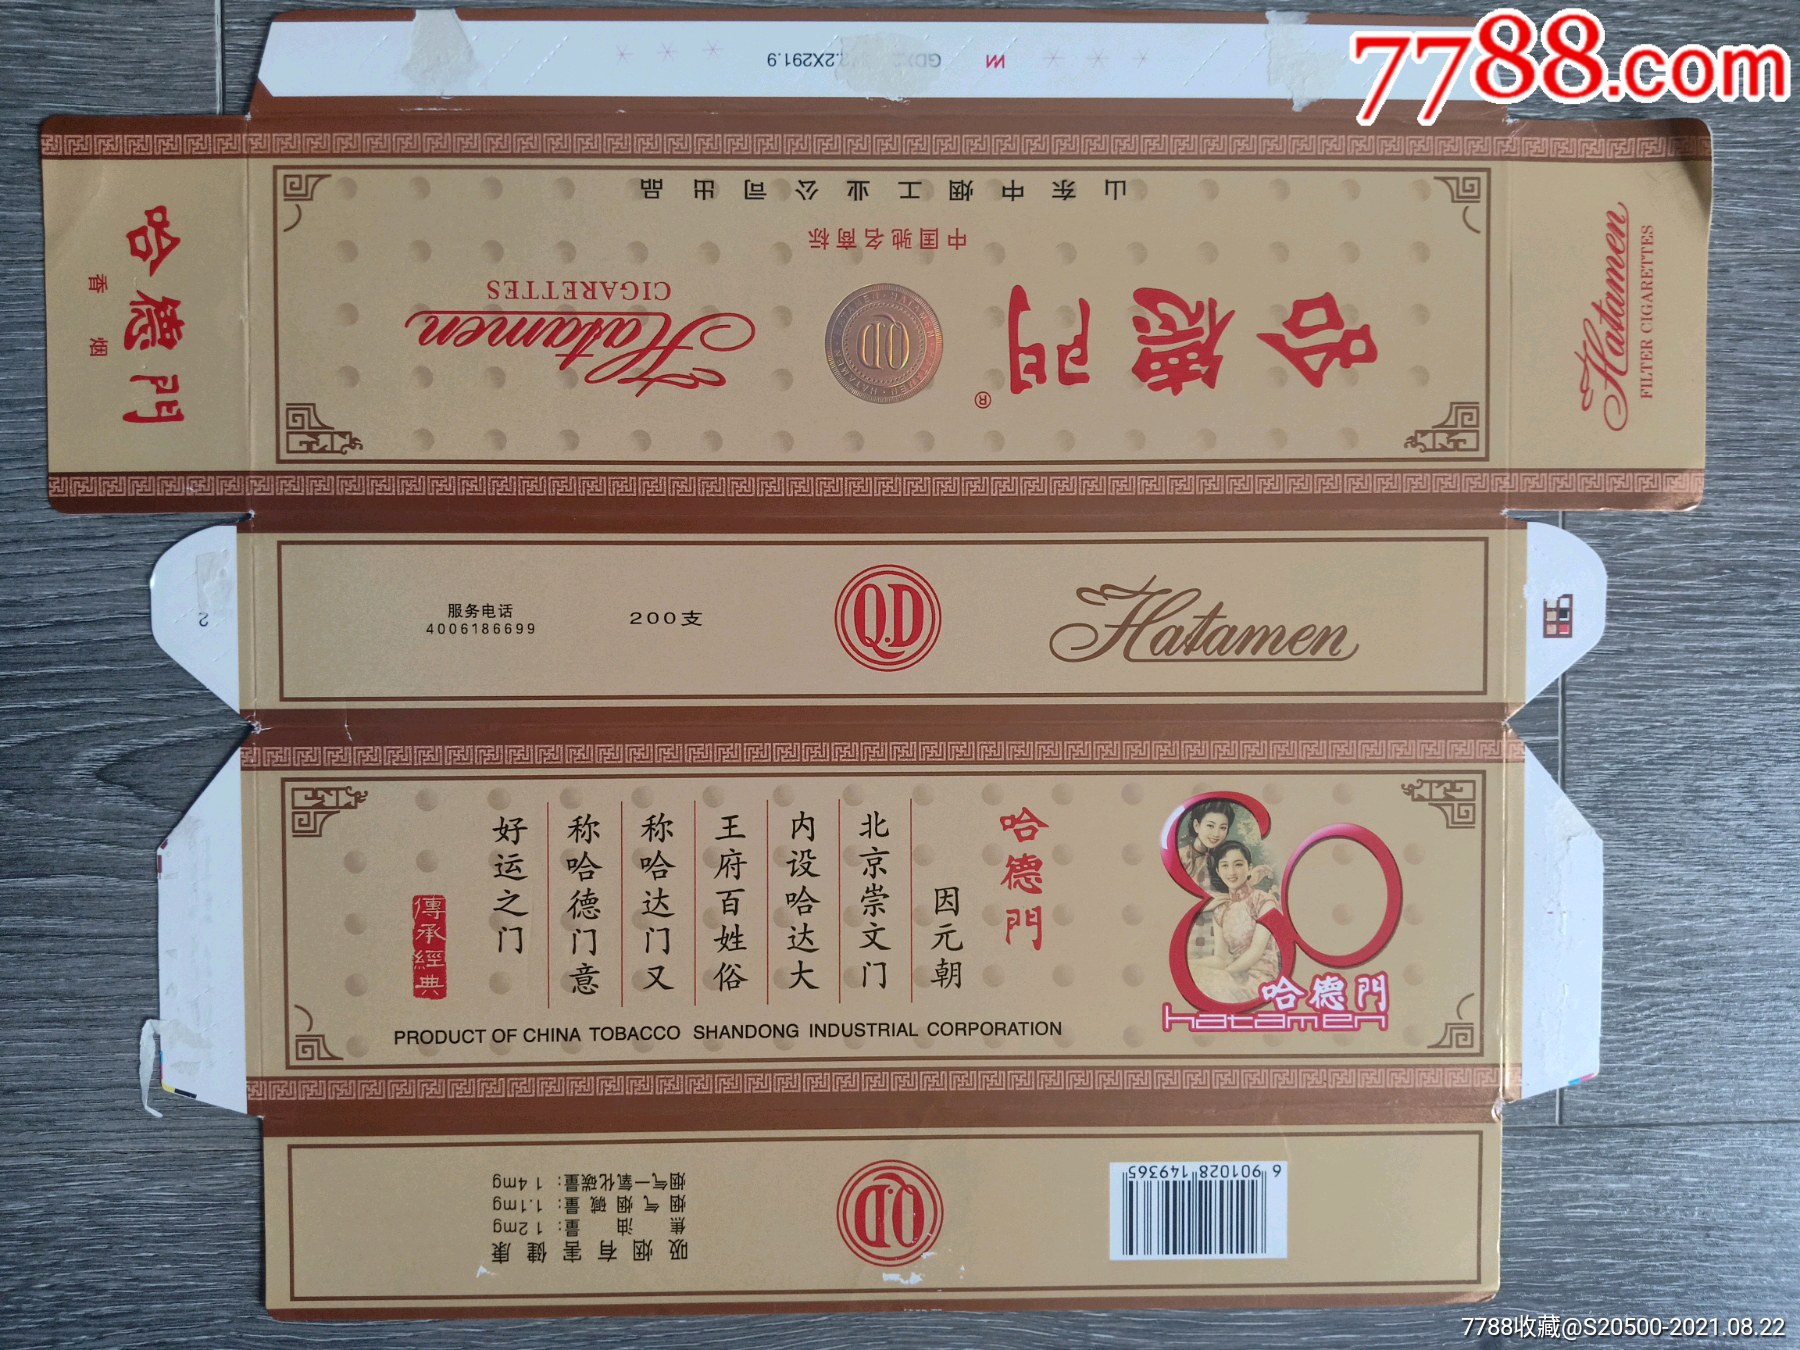 7788.com
GD
.2X291.9
山东中烟工业公司出品
中国驰名商标
哈德門®
QD
Hatamen
CIGARETTES
哈德門
香烟
Hatamen
FILTER CIGARETTES
服务电话
4006186699
200支
Q.D
Hatamen
2
哈德門
因元朝
北京崇文门
内设哈达大
王府百姓俗
称哈达门又
称哈德门意
好运之门
傳承經典
80
哈德門
hatamen
PRODUCT OF CHINA TOBACCO SHANDONG INDUSTRIAL CORPORATION
吸烟有害健康
焦油量：12mg
烟气烟碱量：1.1mg
烟气一氧化碳量：14mg
Q.D
6 901028 149365
7788收藏@S20500-2021.08.22